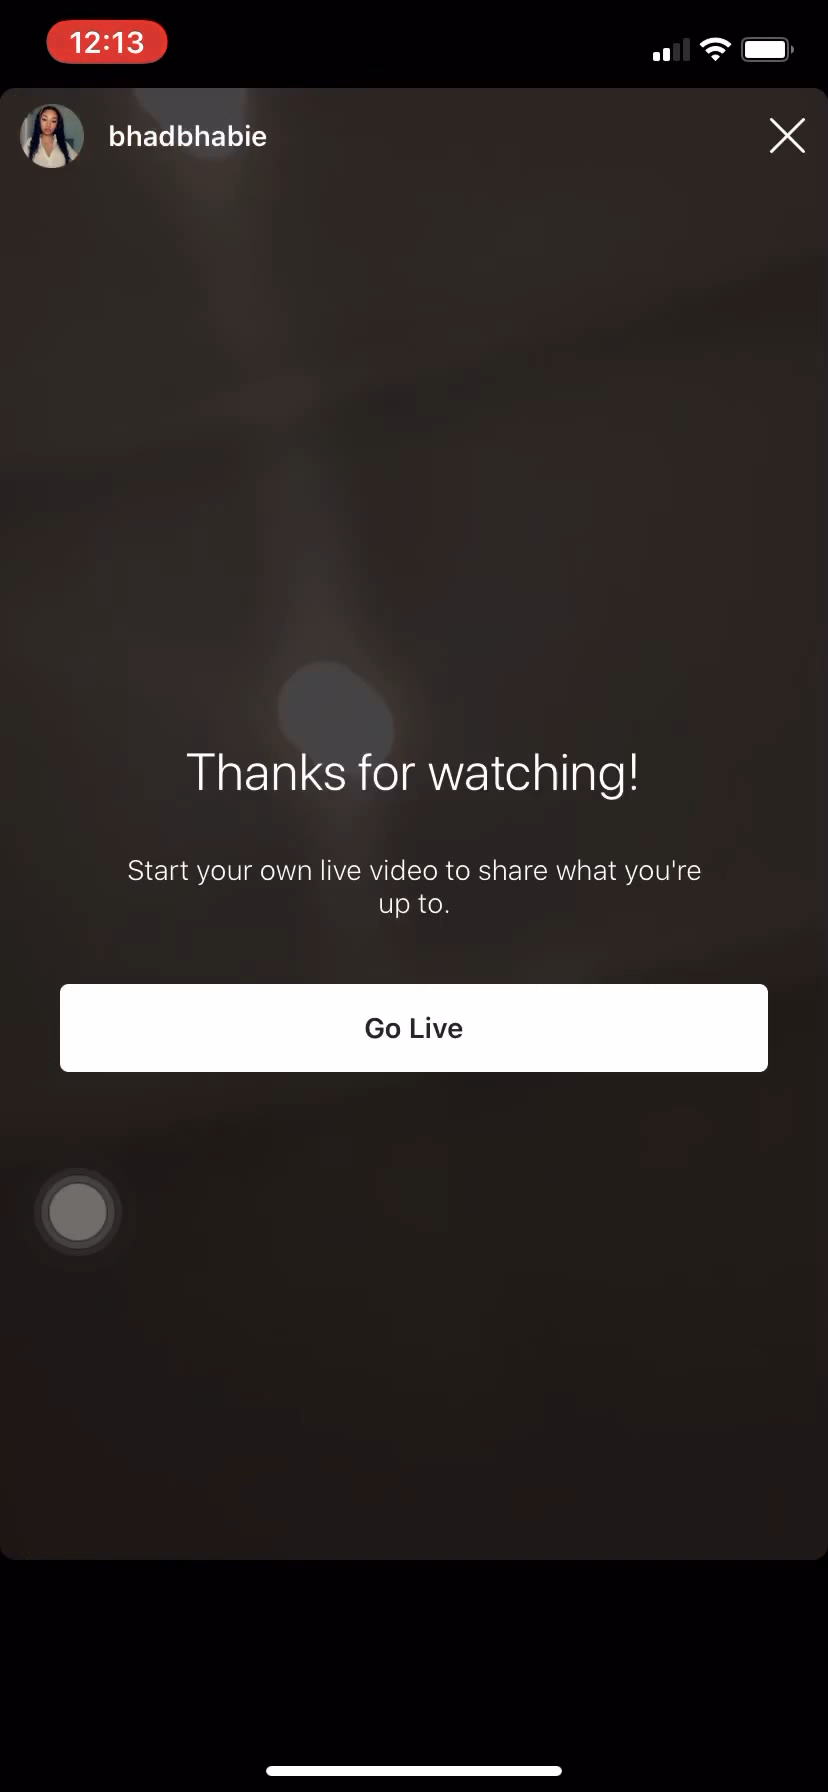 12:13
bhadbhabie
Thanks for watching!
Start your own live video to share what you're
up to.
Go Live